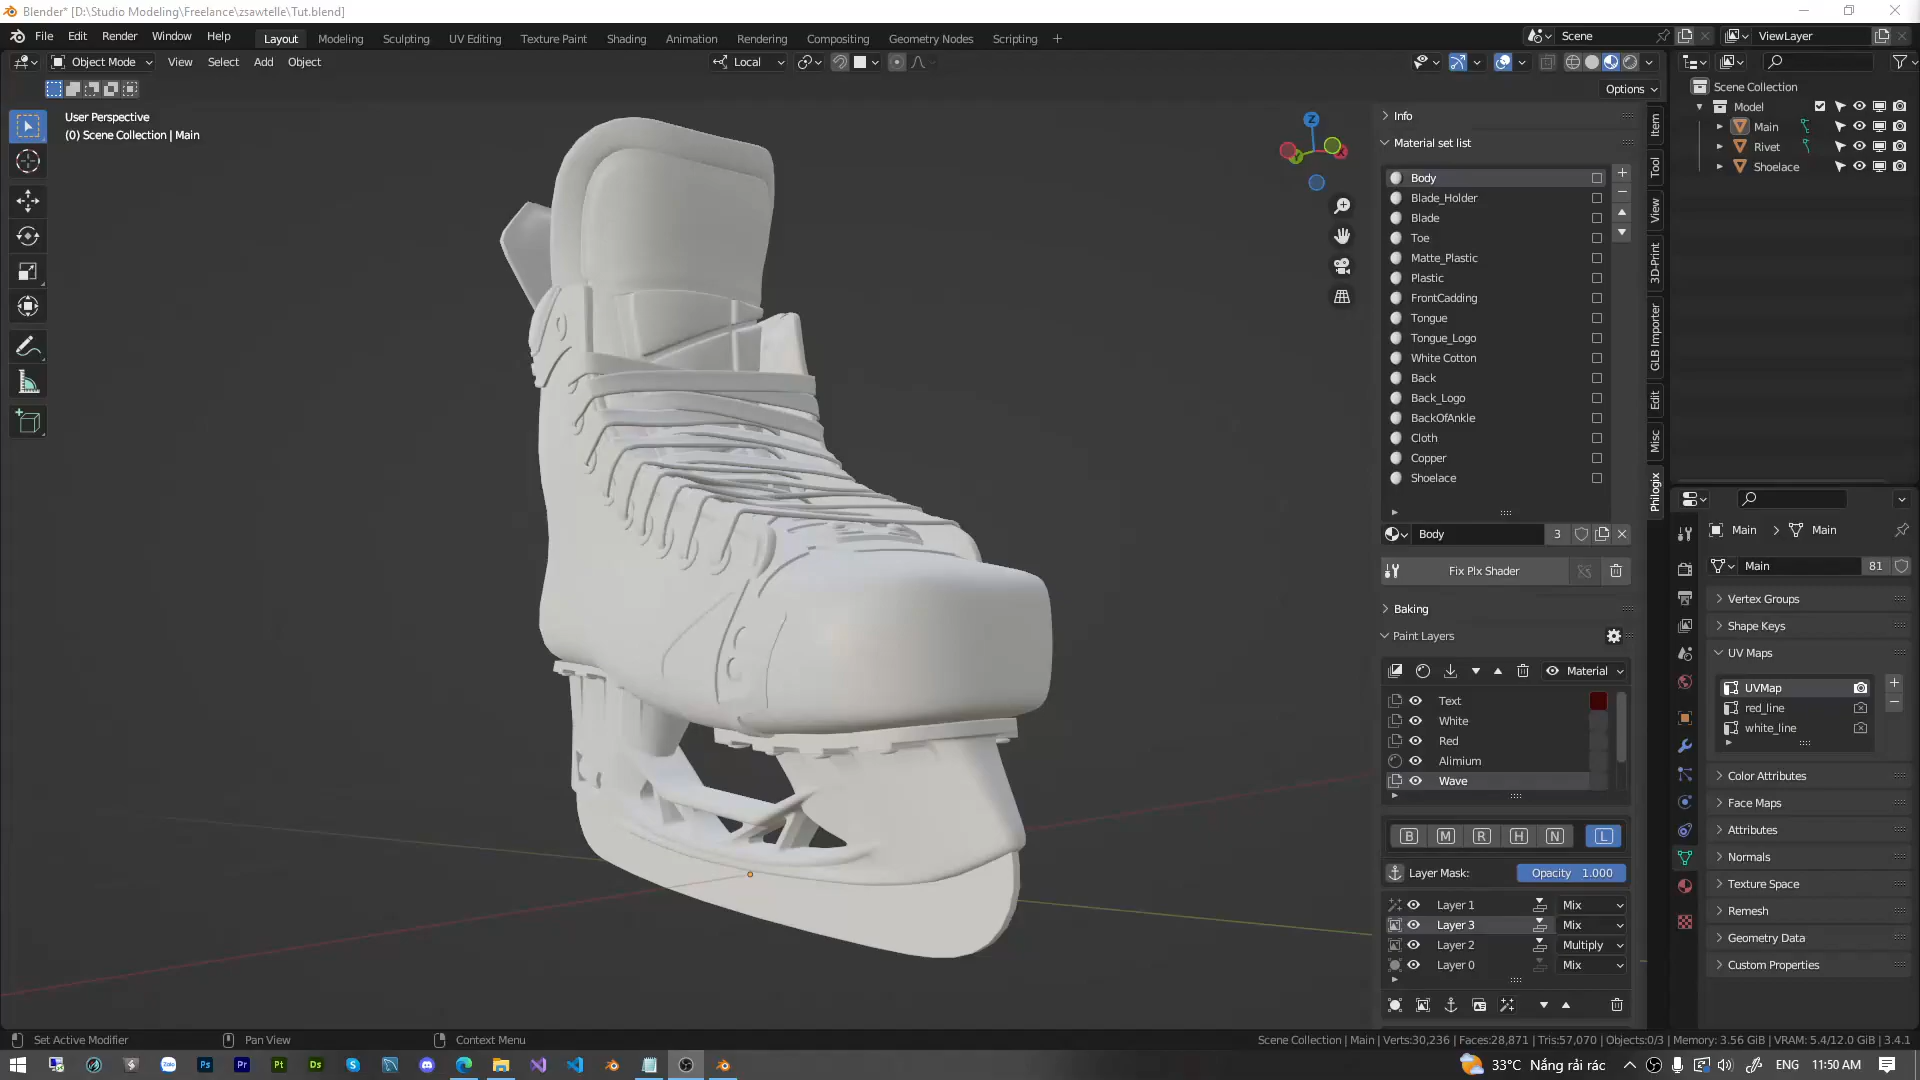 Blender* [D:\Studio Modeling\Freelance\zsawtelle\Tut.blend]
File Edit Render Window Help Layout Modeling Sculpting UV Editing Texture Paint Shading Animation Rendering Compositing Geometry Nodes Scripting + Scene ViewLayer
Object Mode View Select Add Object Local
Options
User Perspective
(0) Scene Collection | Main
Z
Y
X
Info
Material set list
Body
Blade_Holder
Blade
Toe
Matte_Plastic
Plastic
FrontCadding
Tongue
Tongue_Logo
White Cotton
Back
Back_Logo
BackOfAnkle
Cloth
Copper
Shoelace
Body 3
Fix Plx Shader
Baking
Paint Layers
Material
Text
White
Red
Alimium
Wave
B M R H N L
Layer Mask: Opacity 1.000
Layer 1 Mix
Layer 3 Mix
Layer 2 Multiply
Layer 0 Mix
Item
Tool
View
3D-Print
GLB Importer
Edit
Misc
Philogix
Scene Collection
Model
Main
Rivet
Shoelace
Main > Main
Main 81
Vertex Groups
Shape Keys
UV Maps
UVMap
red_line
white_line
Color Attributes
Face Maps
Attributes
Normals
Texture Space
Remesh
Geometry Data
Custom Properties
Set Active Modifier Pan View Context Menu Scene Collection | Main | Verts:30,236 | Faces:28,871 | Tris:57,070 | Objects:0/3 | Memory: 3.56 GiB | VRAM: 5.4/12.0 GiB | 3.4.1
Zalo Ps Pr Pt Ds S 33°C Nắng rải rác ENG 11:50 AM